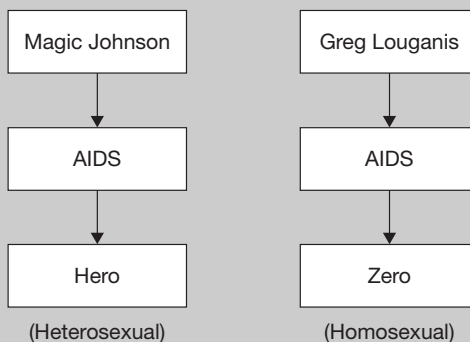 Magic Johnson
AIDS
Hero
(Heterosexual)
Greg Louganis
AIDS
Zero
(Homosexual)